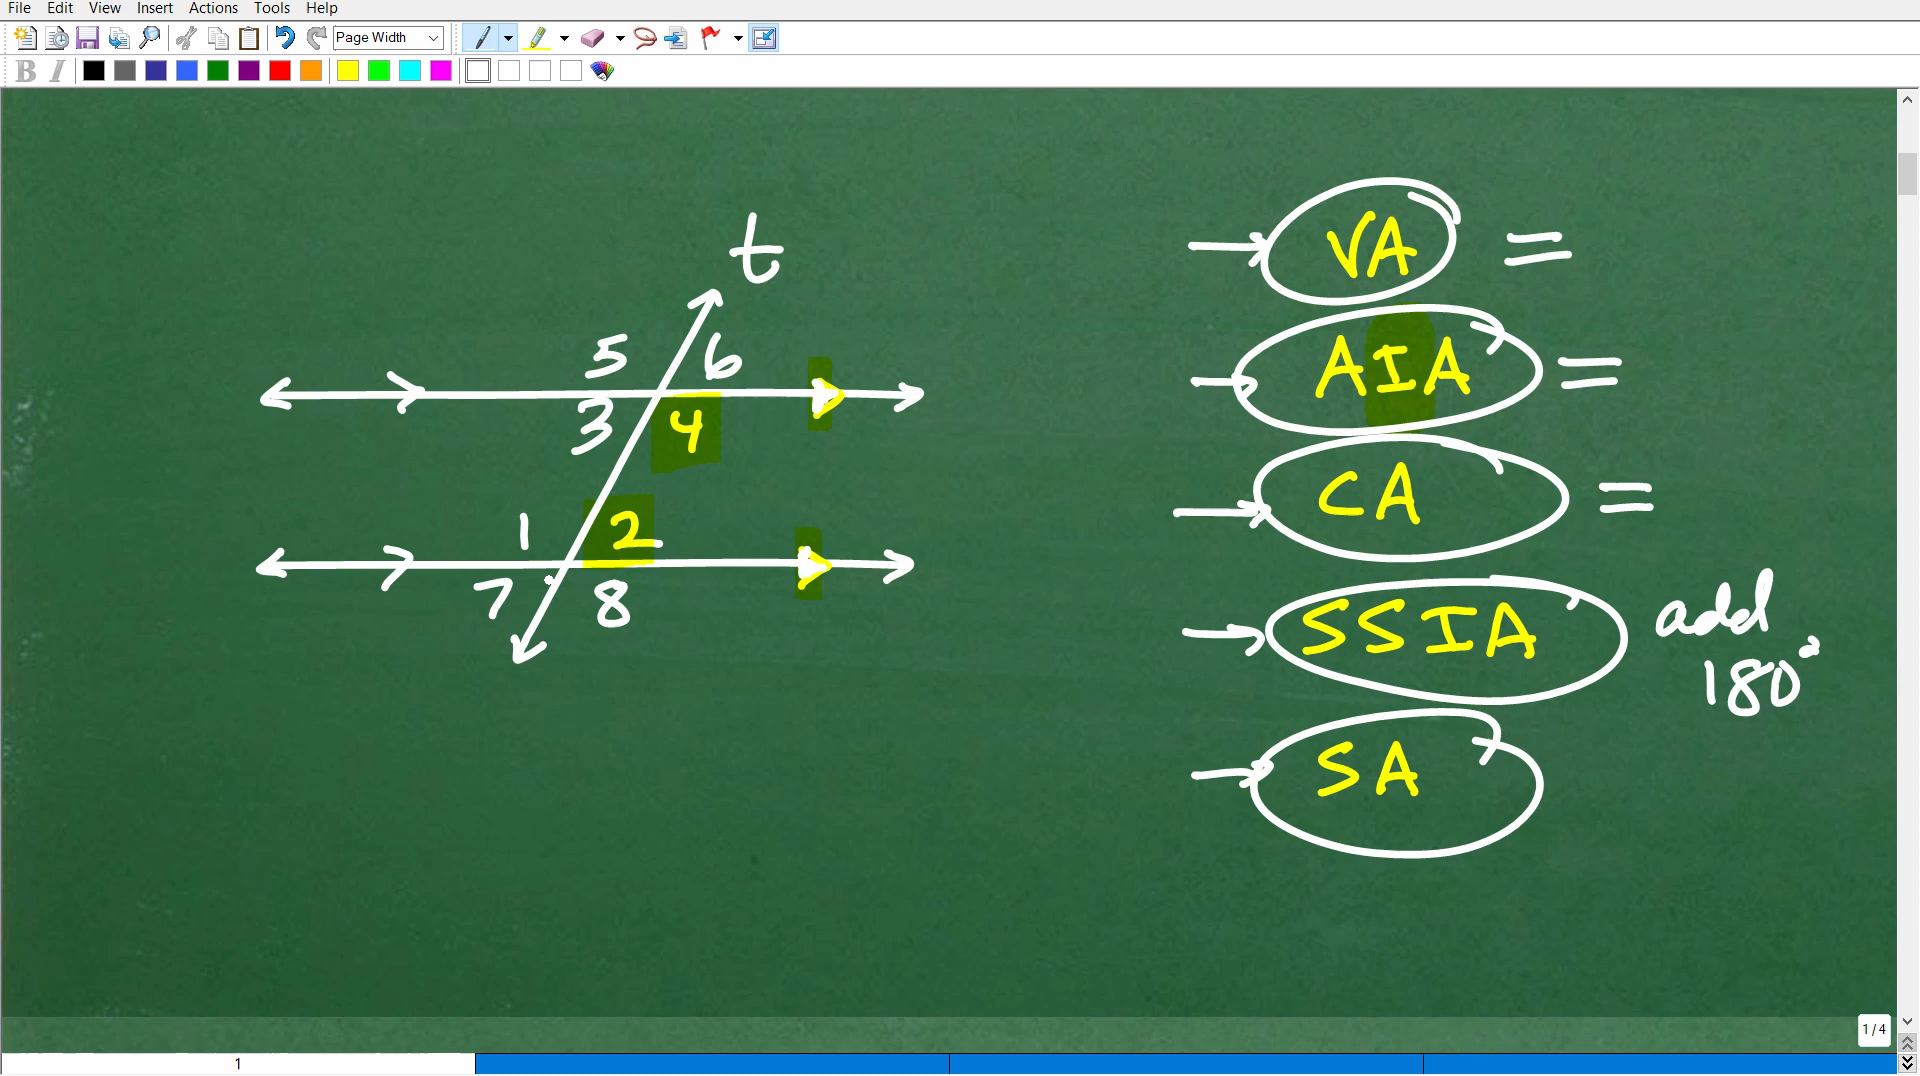 File Edit View Insert Actions Tools Help
Page Width
B I
t
5 6
3 4
1 2
7 8
VA =
AIA =
CA =
SSIA add 180°
SA
1 / 4
1